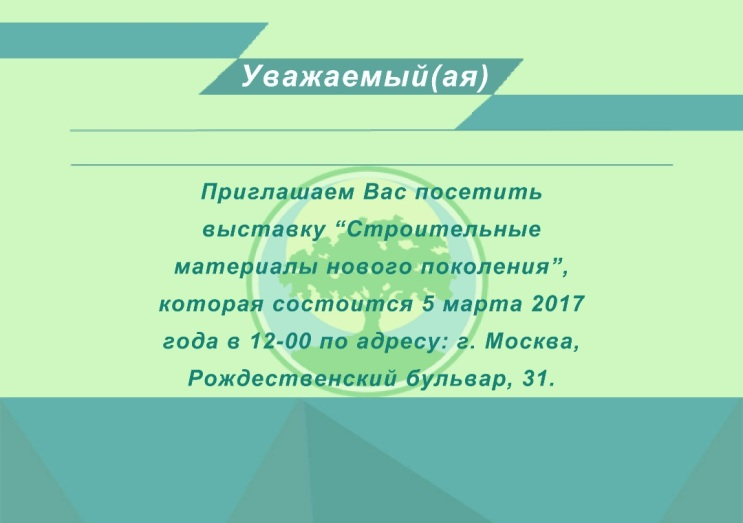 Уважаемый(ая)
Приглашаем Вас посетить
выставку “Строительные
материалы нового поколения”,
которая состоится 5 марта 2017
года в 12-00 по адресу: г. Москва,
Рождественский бульвар, 31.